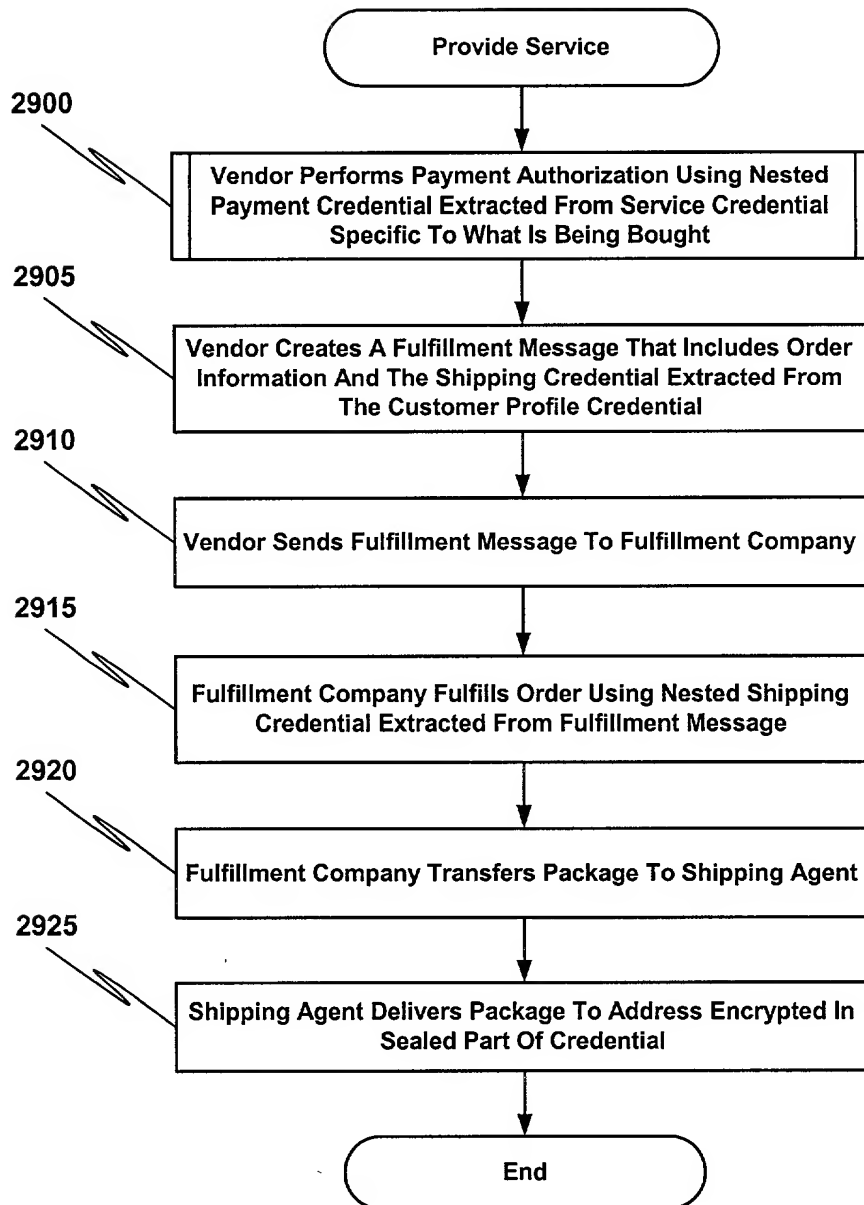 Provide Service
2900
Vendor Performs Payment Authorization Using Nested
Payment Credential Extracted From Service Credential
Specific To What Is Being Bought
2905
Vendor Creates A Fulfillment Message That Includes Order
Information And The Shipping Credential Extracted From
The Customer Profile Credential
2910
Vendor Sends Fulfillment Message To Fulfillment Company
2915
Fulfillment Company Fulfills Order Using Nested Shipping
Credential Extracted From Fulfillment Message
2920
Fulfillment Company Transfers Package To Shipping Agent
2925
Shipping Agent Delivers Package To Address Encrypted In
Sealed Part Of Credential
End